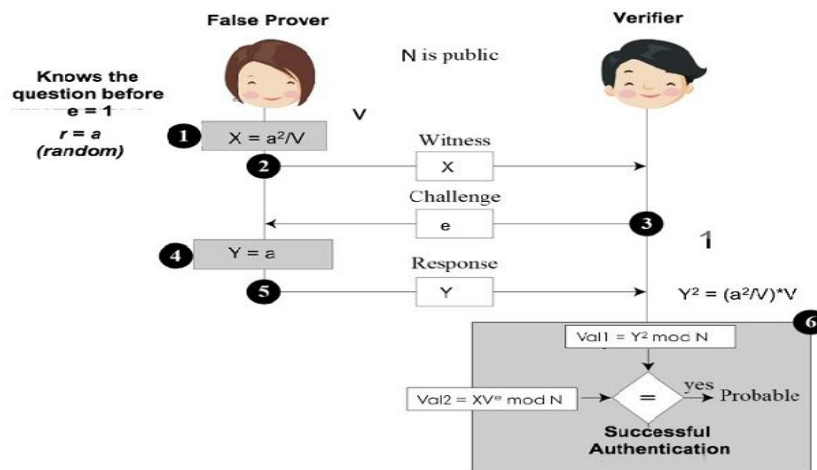 False Prover
Verifier
N is public
Knows the
question before
e = 1
r = a
(random)
V
1
X = a²/V
Witness
2
X
Challenge
e
3
1
4
Y = a
Response
5
Y
Y² = (a²/V)*V
6
Val1 = Y² mod N
yes
Val2 = XVᵉ mod N
=
Probable
Successful
Authentication